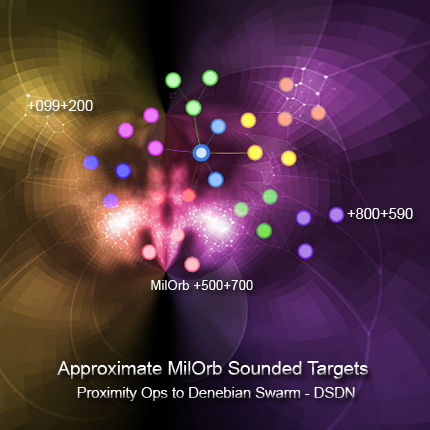 +099+200
+800+590
MilOrb +500+700
Approximate MilOrb Sounded Targets
Proximity Ops to Denebian Swarm - DSDN